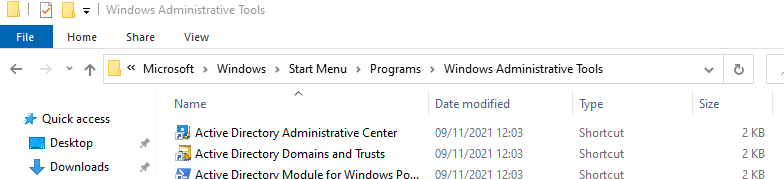 Windows Administrative Tools
File Home Share View
Microsoft Windows Start Menu Programs Windows Administrative Tools
Name Date modified Type Size
Quick access
Active Directory Administrative Center 09/11/2021 12:03 Shortcut 2 KB
Desktop
Active Directory Domains and Trusts 09/11/2021 12:03 Shortcut 2 KB
Downloads
Active Directory Module for Windows Po... 09/11/2021 12:03 Shortcut 2 KB